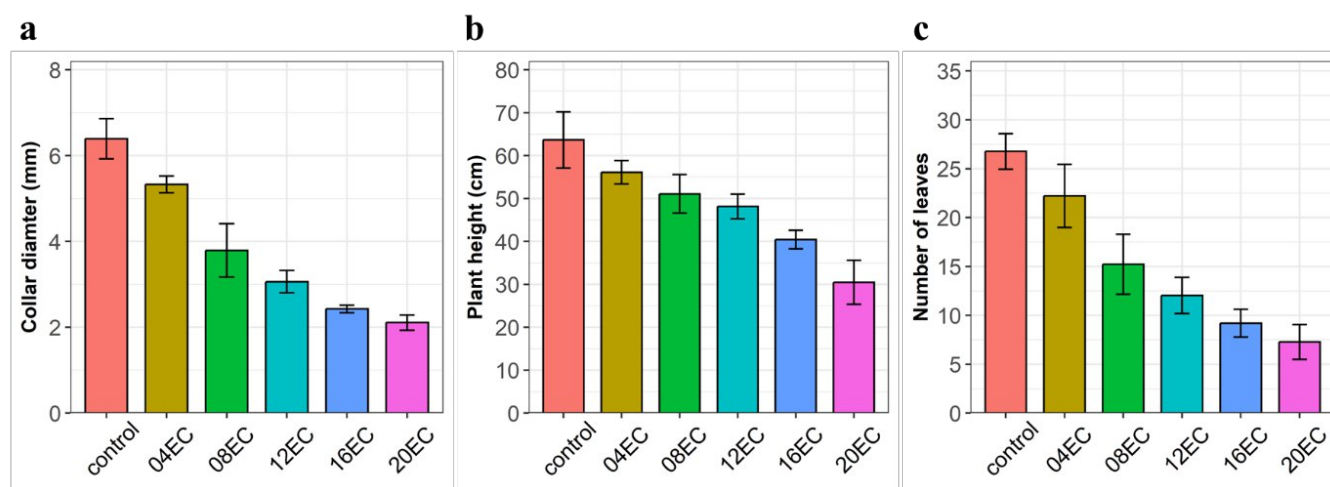 a
8
6
4
2
0
Collar diamter (mm)
control
04EC
08EC
12EC
16EC
20EC
b
80
70
60
50
40
30
20
10
0
Plant height (cm)
control
04EC
08EC
12EC
16EC
20EC
c
35
30
25
20
15
10
5
0
Number of leaves
control
04EC
08EC
12EC
16EC
20EC